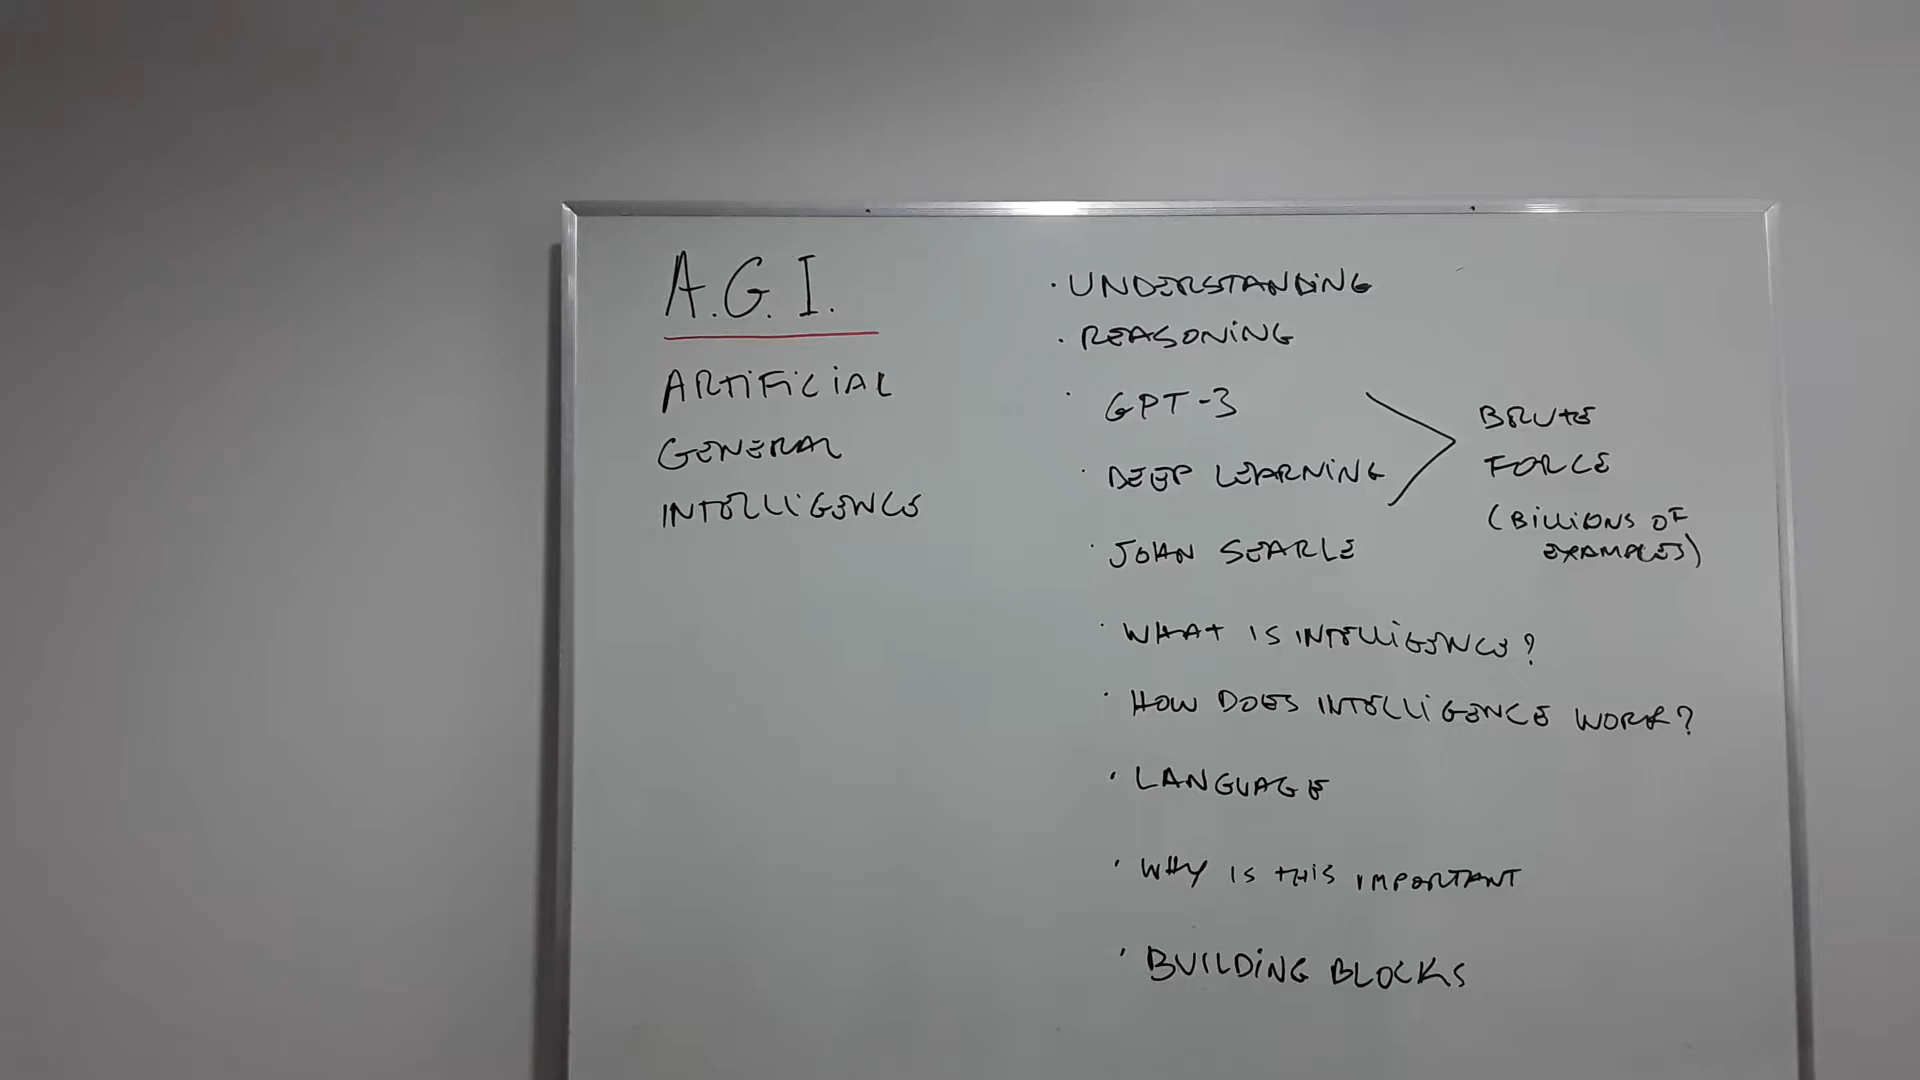 A.G.I.
ARTIFICIAL
GENERAL
INTELLIGENCE
· UNDERSTANDING
· REASONING
· GPT-3
· DEEP LEARNING
BRUTE
FORCE
(BILLIONS OF
EXAMPLES)
· JOHN SEARLE
· WHAT IS INTELLIGENCE?
· HOW DOES INTELLIGENCE WORK?
· LANGUAGE
· WHY IS THIS IMPORTANT
· BUILDING BLOCKS